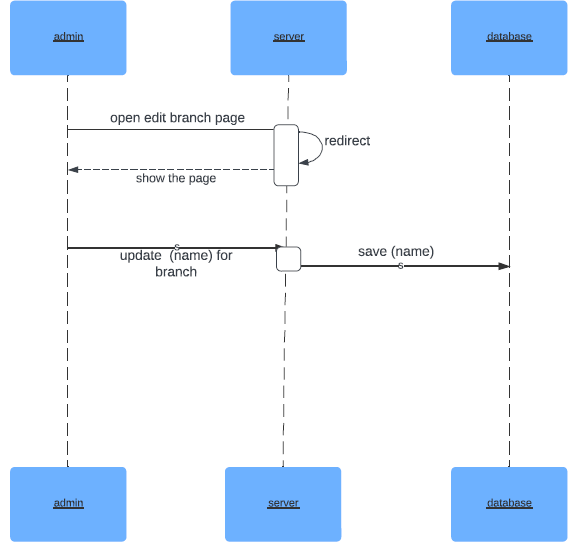 admin
server
database
open edit branch page
redirect
show the page
s
update (name) for
branch
save (name)
s
admin
server
database